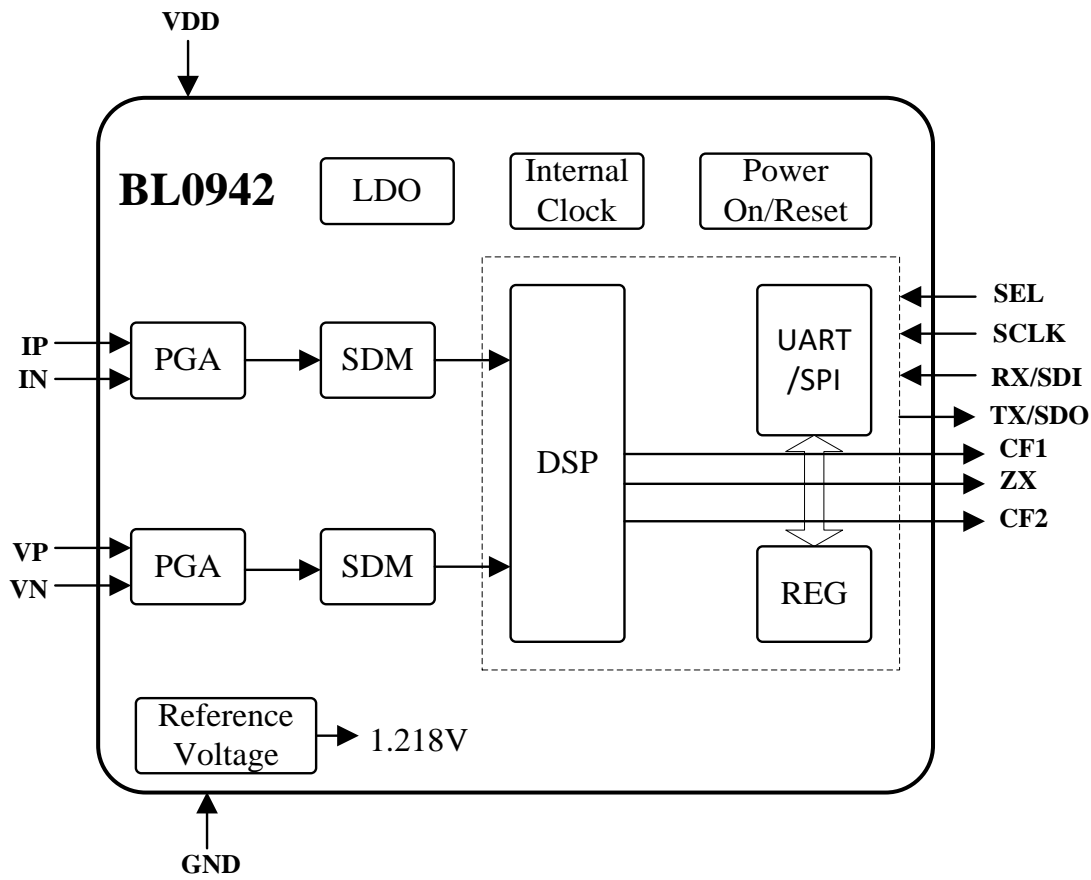 VDD
BL0942
LDO
Internal
Clock
Power
On/Reset
SEL
SCLK
RX/SDI
TX/SDO
CF1
ZX
CF2
IP
IN
PGA
SDM
UART
/SPI
DSP
VP
VN
PGA
SDM
REG
Reference
Voltage
1.218V
GND